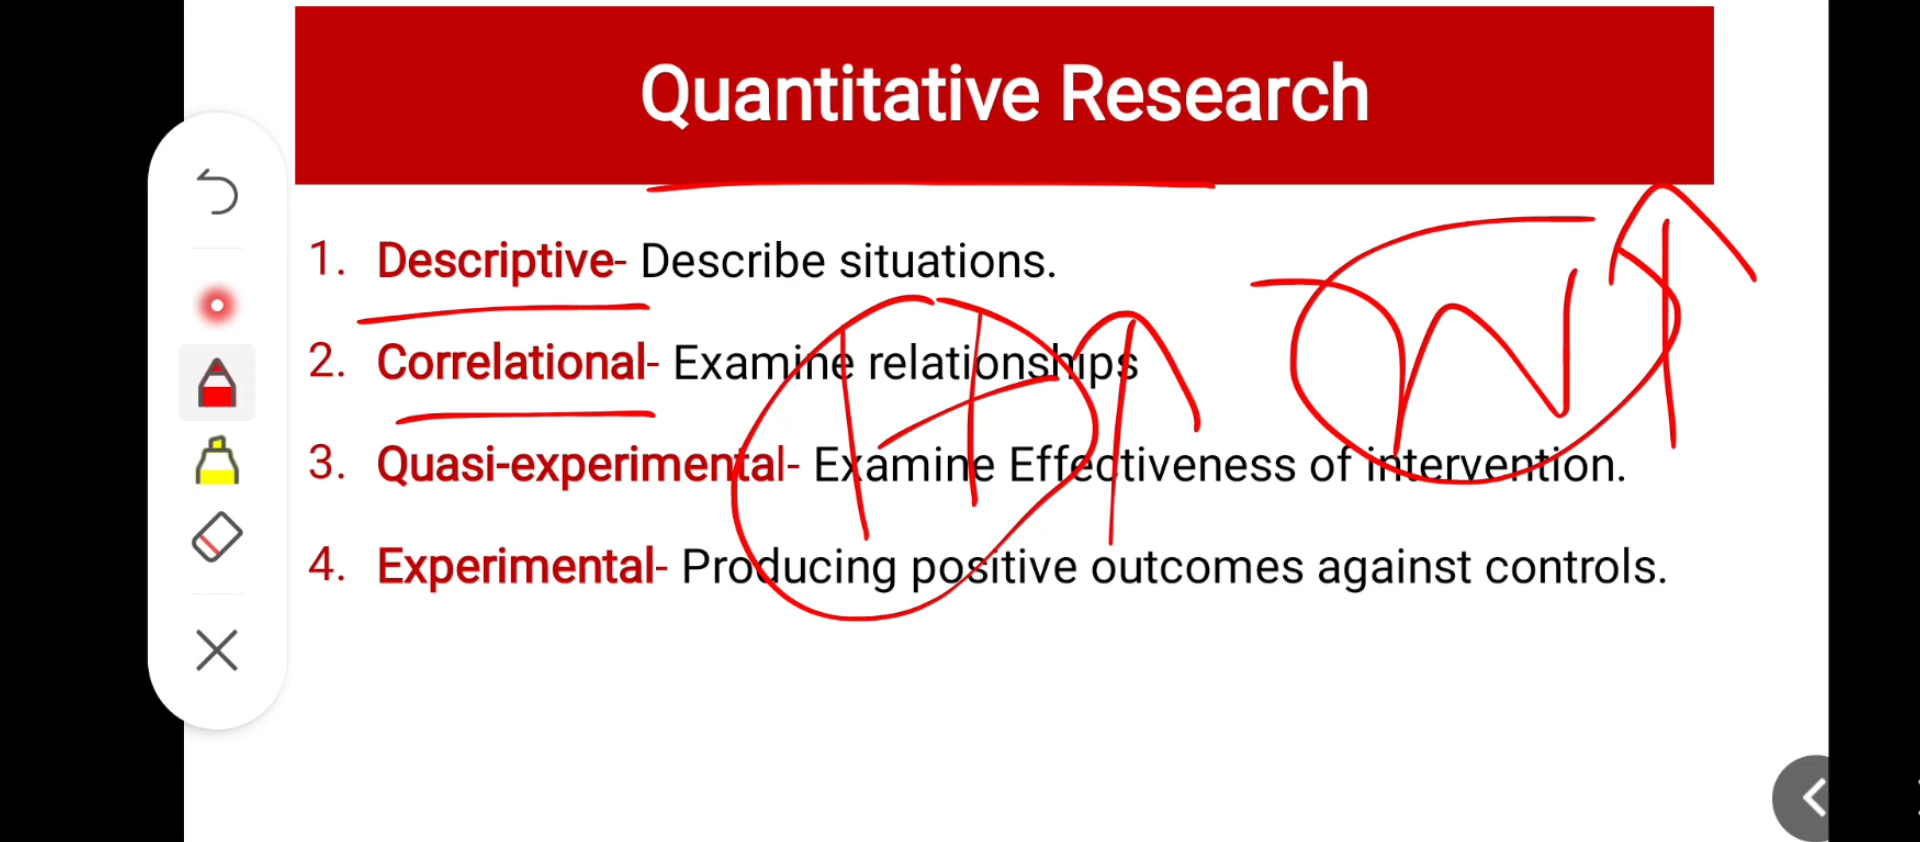 Quantitative Research
1. Descriptive- Describe situations.
2. Correlational- Examine relationships
3. Quasi-experimental- Examine Effectiveness of intervention.
4. Experimental- Producing positive outcomes against controls.
H
W